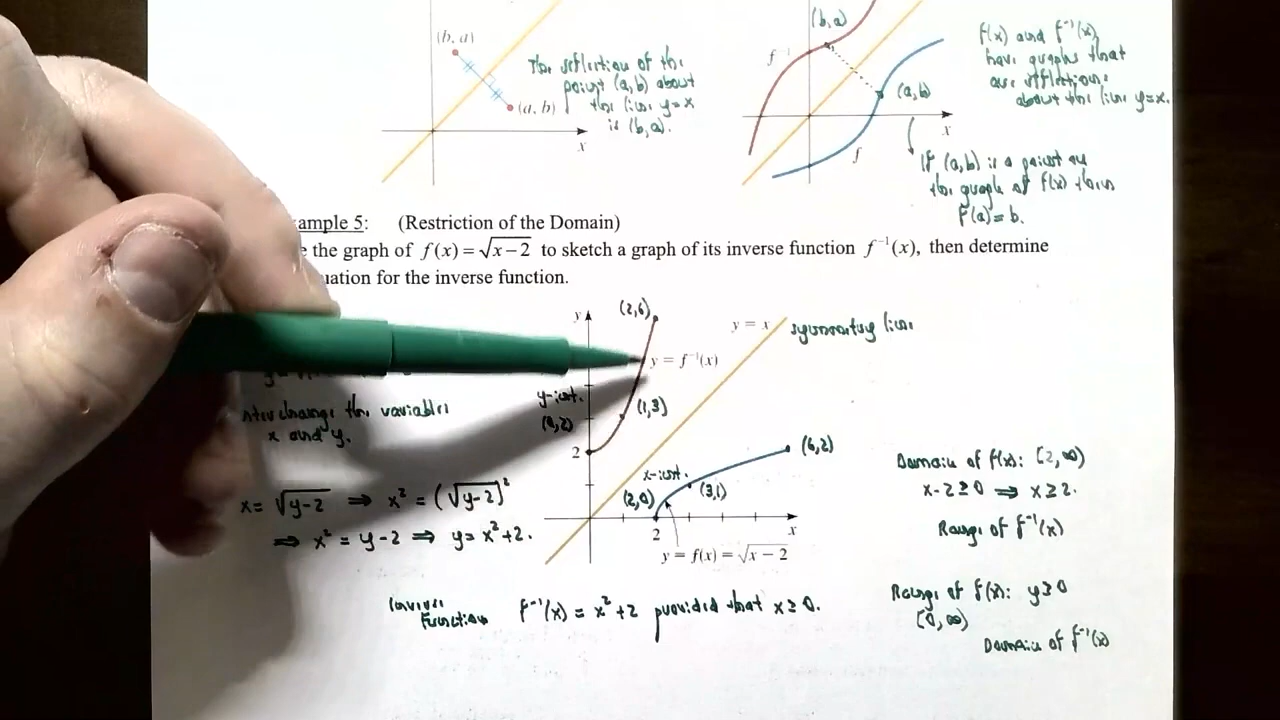 (b, a)
(a, b)
x
The reflection of the
point (a, b) about
the line y=x
is (b, a).
(b, a)
f⁻¹
(a, b)
x
f
f(x) and f⁻¹(x)
have graphs that
are reflections
about the line y=x.
If (a, b) is a point on
the graph of f(x) then
f(a)=b.
ample 5: (Restriction of the Domain)
e the graph of f(x) = √x−2 to sketch a graph of its inverse function f⁻¹(x), then determine
uation for the inverse function.
y
(2,6)
y = x
symmetry line
y = f⁻¹(x)
nterchange the variables
x and y.
y-int.
(0,2)
(1,3)
2
x = √y−2 ⇒ x² = (√y−2)²
⇒ x² = y−2 ⇒ y = x²+2.
x-int.
(2,0)
(3,1)
(6,2)
2
x
y = f(x) = √x − 2
Domain of f(x): [2, ∞)
x−2≥0 ⇒ x≥2.
Range of f⁻¹(x)
Inverse
Function
f⁻¹(x) = x²+2 provided that x≥0.
Range of f(x): y≥0
[0, ∞)
Domain of f⁻¹(x)